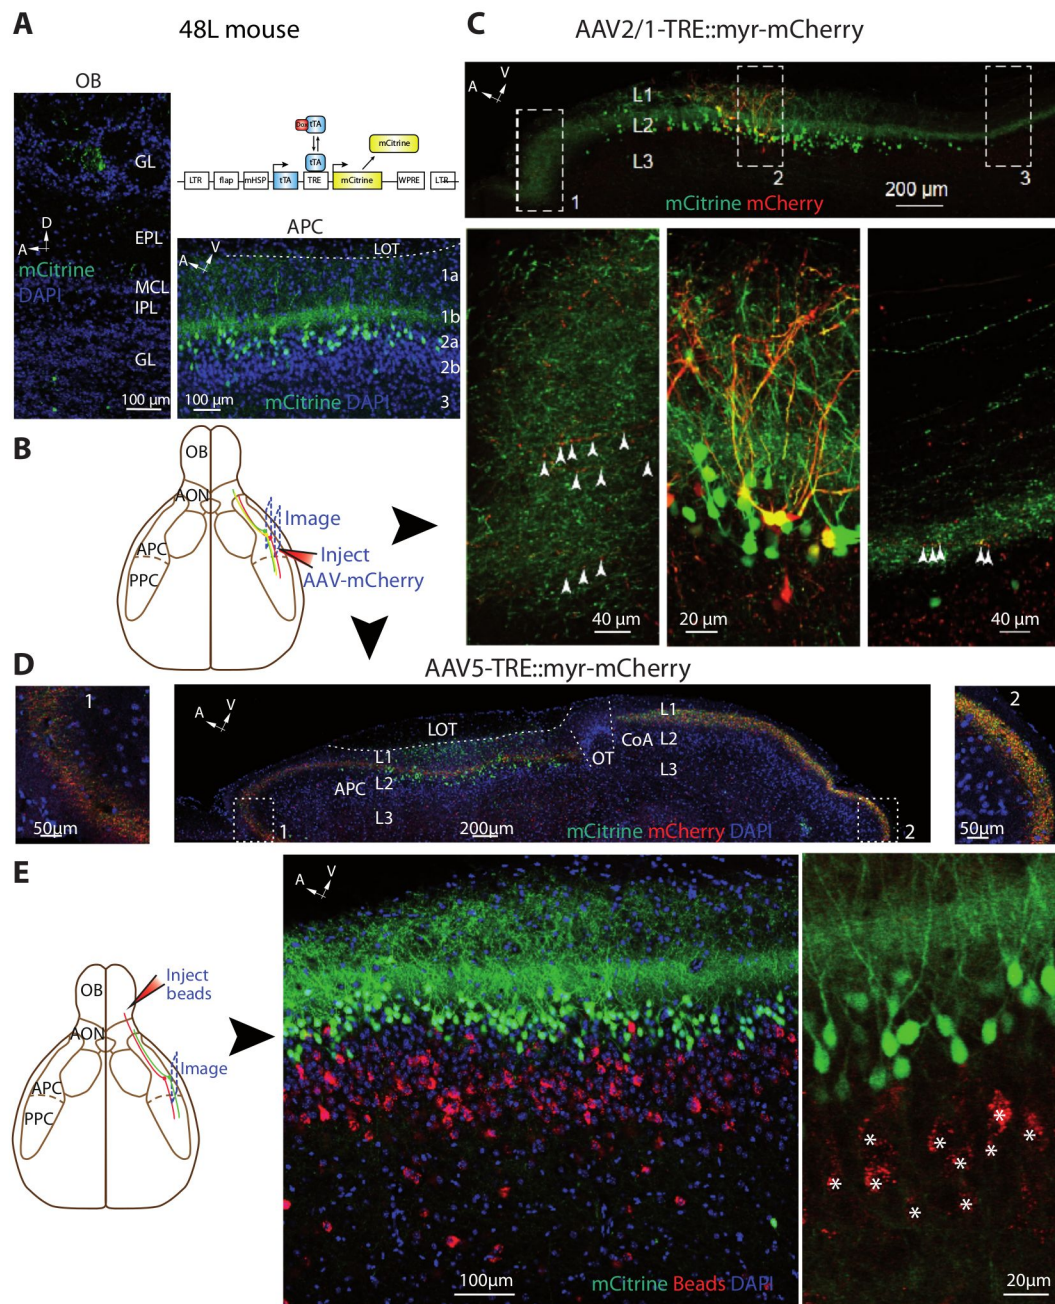 A
48L mouse
OB
GL
EPL
D
A
mCitrine
DAPI
MCL
IPL
GL
100 µm
Dox
tTA
tTA
mCitrine
LTR
flap
mHSP
tTA
TRE
mCitrine
WPRE
LTR
APC
LOT
A
V
1a
1b
2a
2b
3
100 µm
mCitrine DAPI
B
OB
AON
APC
PPC
Image
Inject
AAV-mCherry
C
AAV2/1-TRE::myr-mCherry
A
V
L1
L2
L3
1
2
3
200 µm
mCitrine mCherry
40 µm
20 µm
40 µm
D
AAV5-TRE::myr-mCherry
1
50µm
A
V
LOT
L1
L2
L3
APC
OT
CoA
L1
L2
L3
1
2
200µm
mCitrine mCherry DAPI
2
50µm
E
OB
AON
APC
PPC
Inject
beads
Image
A
V
100µm
mCitrine Beads DAPI
* * * * * * * * * *
20µm